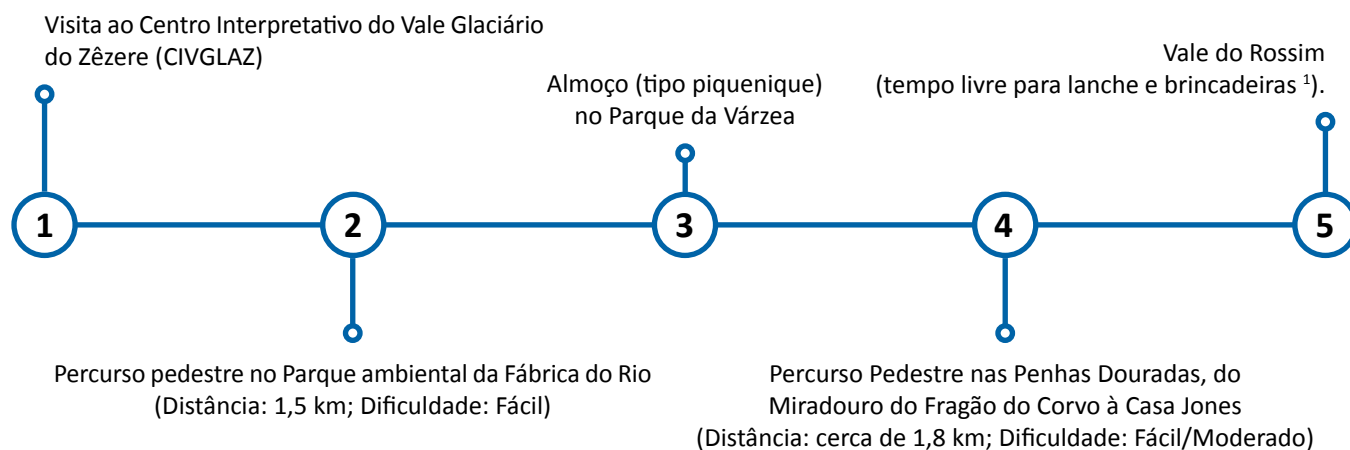 Visita ao Centro Interpretativo do Vale Glaciário
do Zêzere (CIVGLAZ)
Almoço (tipo piquenique)
no Parque da Várzea
Vale do Rossim
(tempo livre para lanche e brincadeiras ¹).
1
2
3
4
5
Percurso pedestre no Parque ambiental da Fábrica do Rio
(Distância: 1,5 km; Dificuldade: Fácil)
Percurso Pedestre nas Penhas Douradas, do
Miradouro do Fragão do Corvo à Casa Jones
(Distância: cerca de 1,8 km; Dificuldade: Fácil/Moderado)